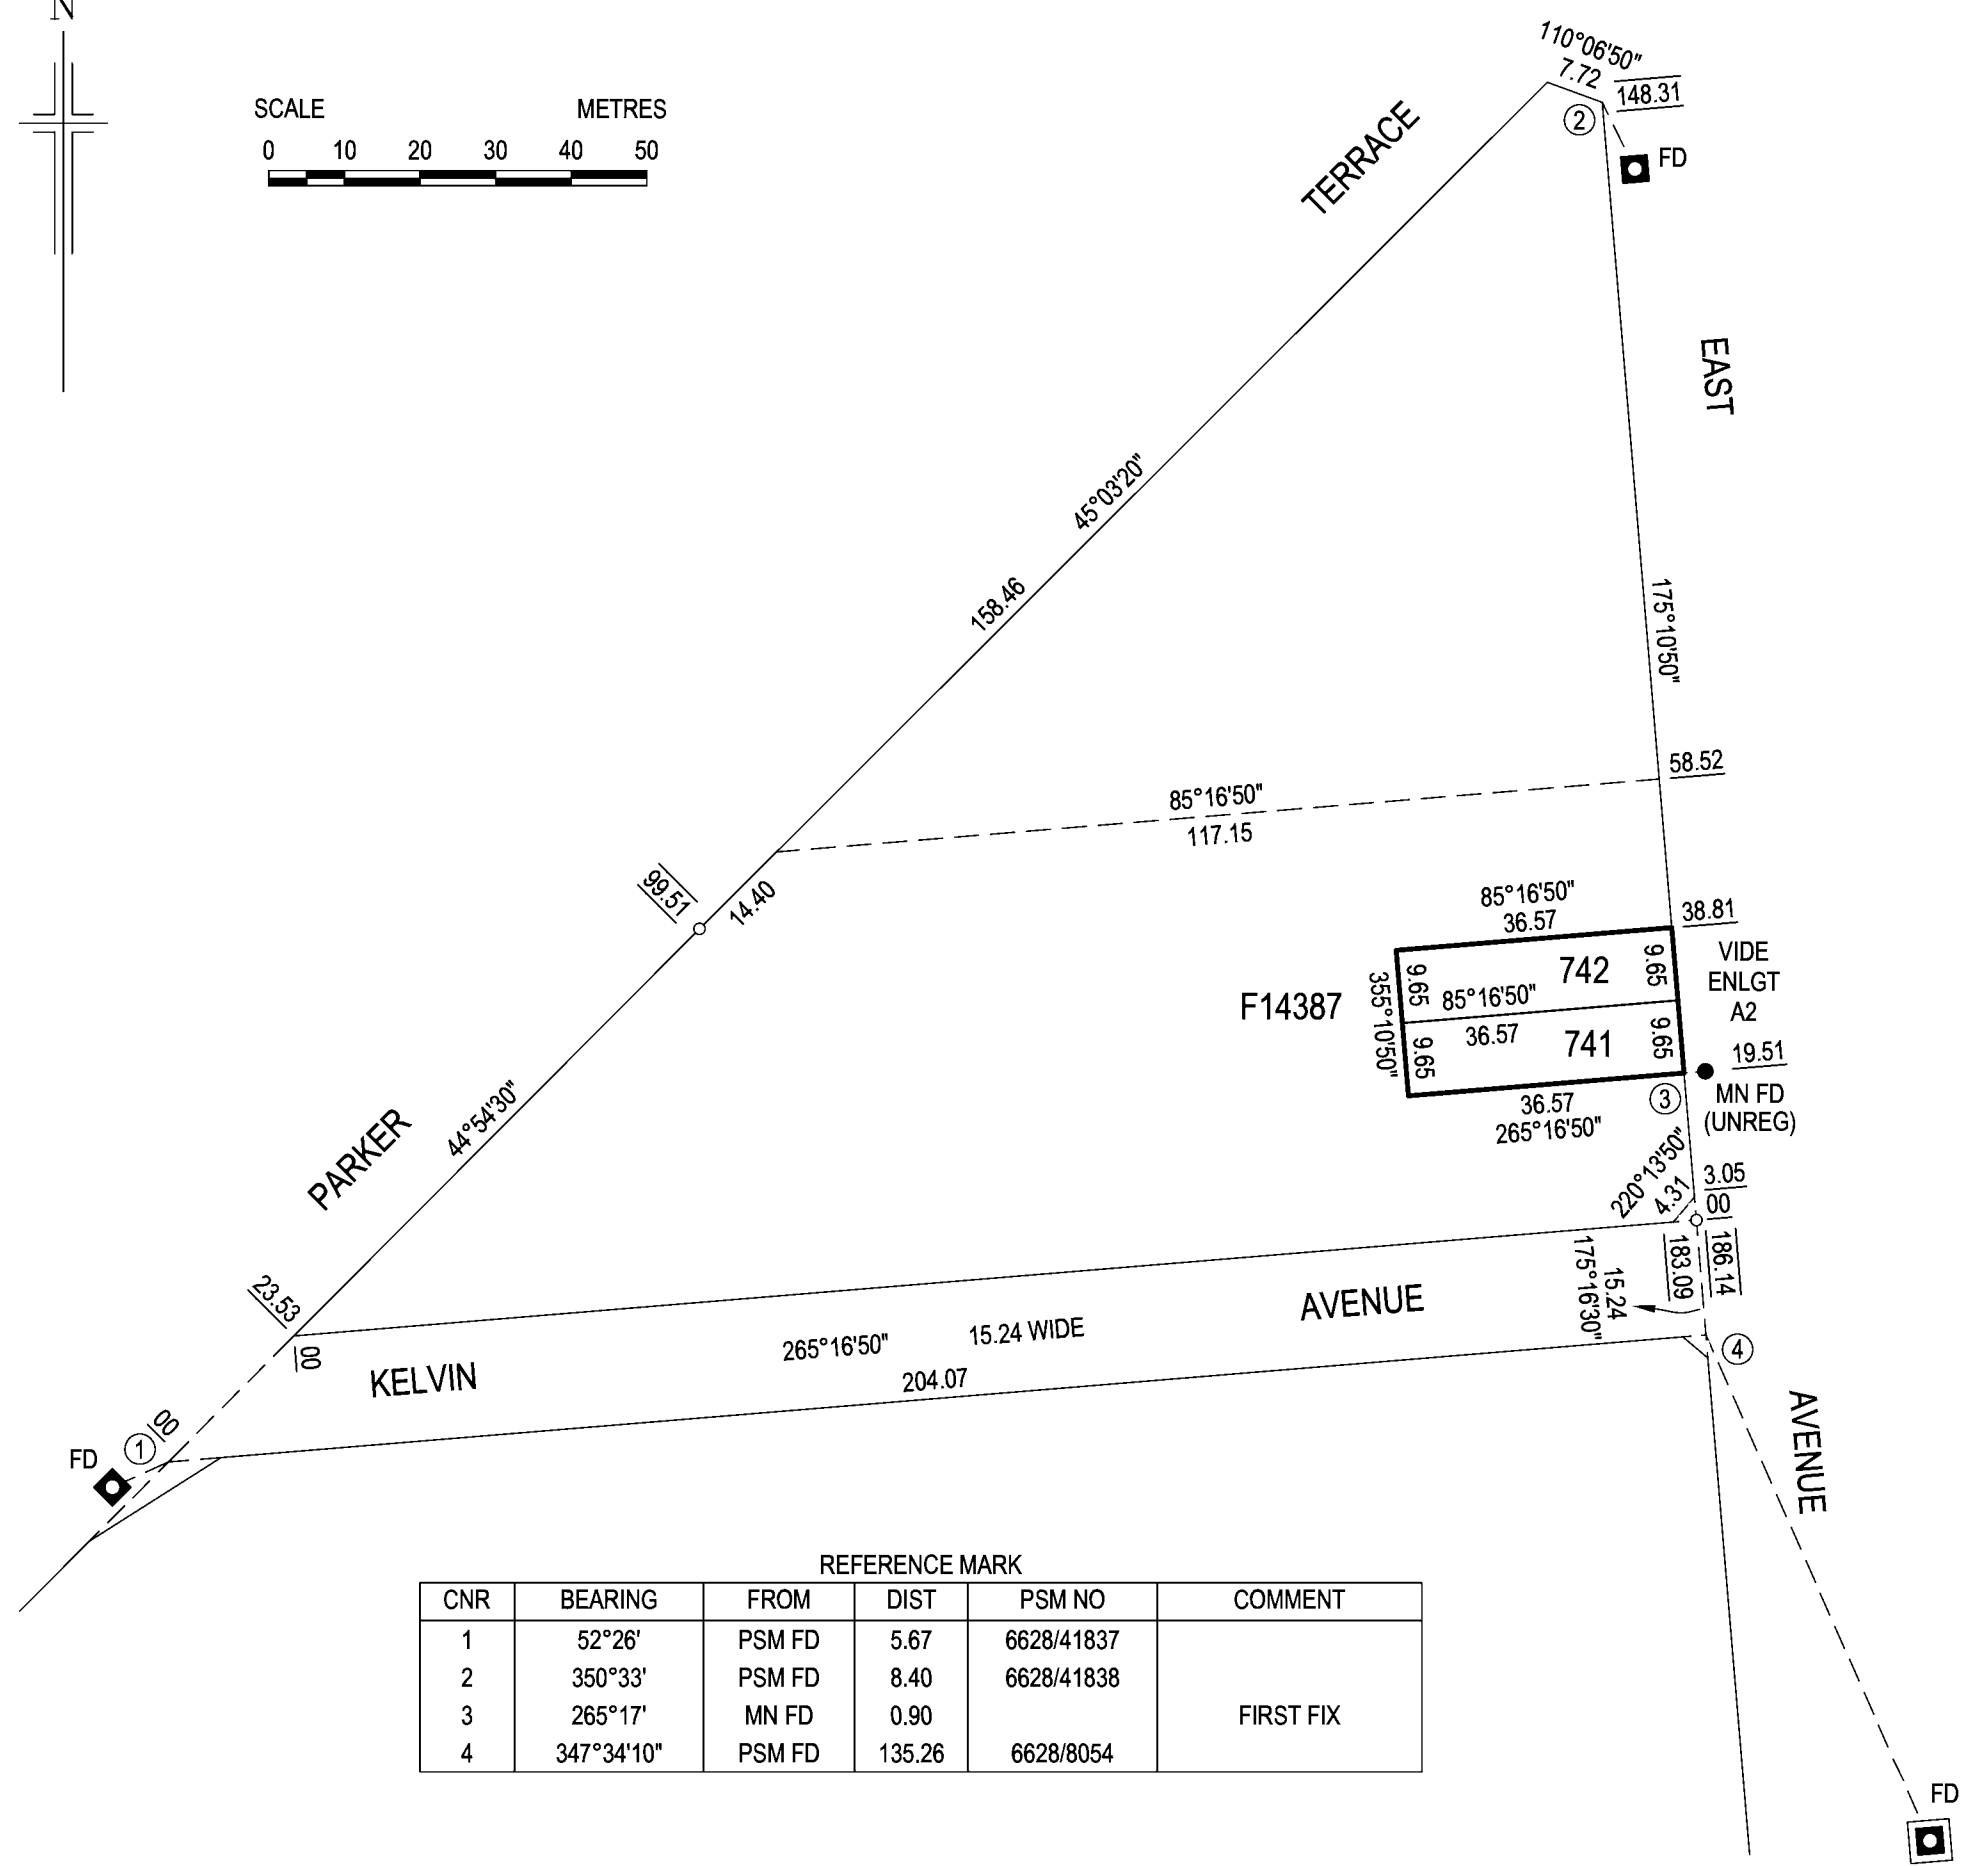 N
SCALE METRES
0 10 20 30 40 50
110°06'50"
7.72
148.31
2
FD
TERRACE
EAST
45°03'20"
158.46
175°10'50"
58.52
85°16'50"
117.15
99.51
14.40
85°16'50"
36.57
38.81
VIDE
ENLGT
A2
F14387
355°10'50"
9.65
742
9.65
85°16'50"
36.57
9.65
741
9.65
19.51
MN FD
(UNREG)
3
36.57
265°16'50"
44°54'30"
PARKER
220°13'50"
4.31
3.05
00
183.09
186.14
15.24
175°16'30"
23.53
00
AVENUE
15.24 WIDE
265°16'50"
KELVIN
204.07
4
AVENUE
00
1
FD
REFERENCE MARK
CNR BEARING FROM DIST PSM NO COMMENT
1 52°26' PSM FD 5.67 6628/41837
2 350°33' PSM FD 8.40 6628/41838
3 265°17' MN FD 0.90 FIRST FIX
4 347°34'10" PSM FD 135.26 6628/8054
FD